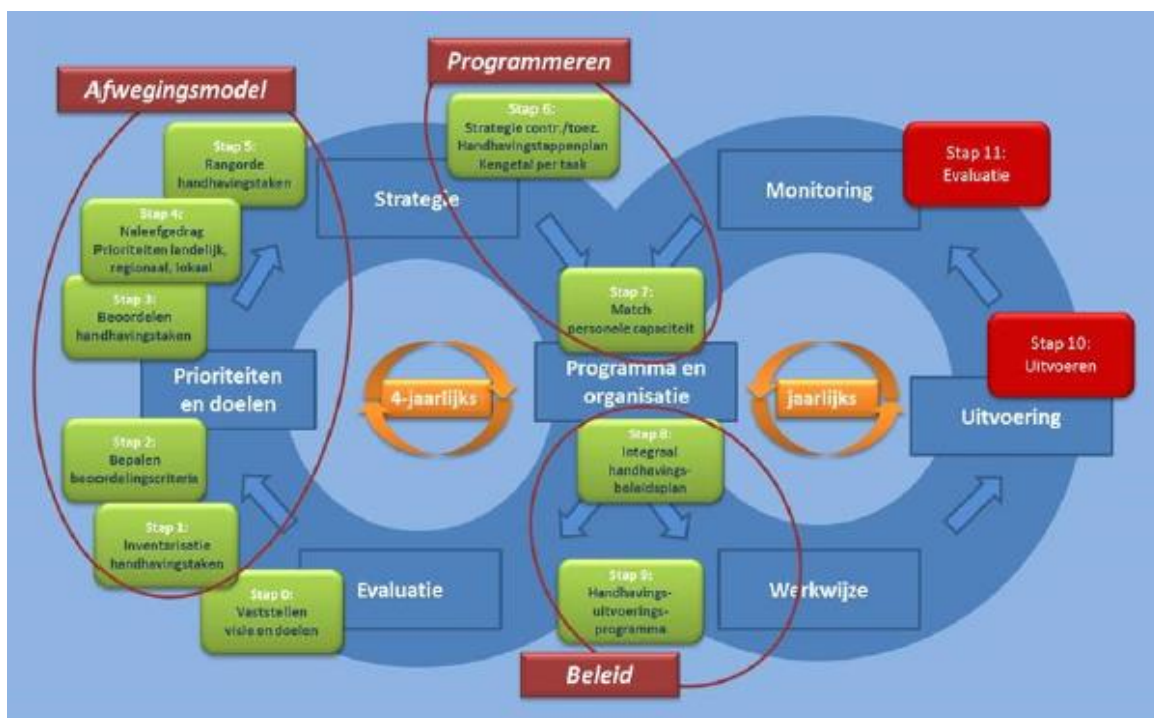 Afwegingsmodel
Stap 5:
Rangorde
handhavingstaken
Stap 4:
Naleefgedrag
Prioriteiten landelijk,
regionaal, lokaal
Stap 3:
Beoordelen
handhavingstaken
Prioriteiten
en doelen
Stap 2:
Bepalen
beoordelingscriteria
Stap 1:
Inventarisatie
handhavingstaken
Stap 0:
Vaststellen
visie en doelen
Evaluatie
Strategie
4-jaarlijks
Programmeren
Stap 6:
Strategie contr./toez.
Handhavingstappenplan
Kengetal per taak
Stap 7:
Match
personele capaciteit
Programma en
organisatie
Stap 8:
Integraal
handhavings-
beleidsplan
Stap 9:
Handhavings-
uitvoerings-
programma
Beleid
jaarlijks
Monitoring
Stap 11:
Evaluatie
Stap 10:
Uitvoeren
Uitvoering
Werkwijze